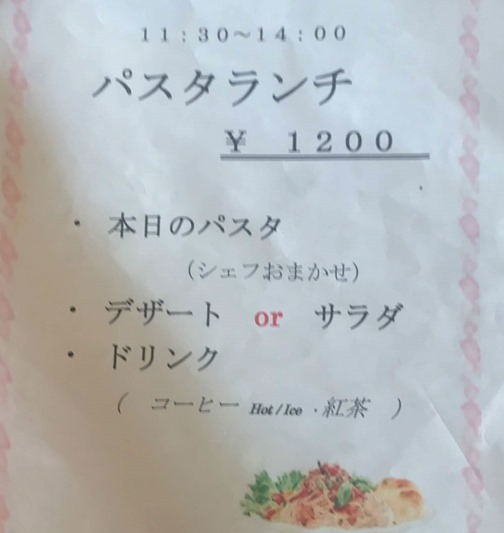 11:30～14:00
パスタランチ
¥ 1200
・ 本日のパスタ
（シェフおまかせ）
・ デザート or サラダ
・ ドリンク
（ コーヒー Hot/Ice ・紅茶 ）